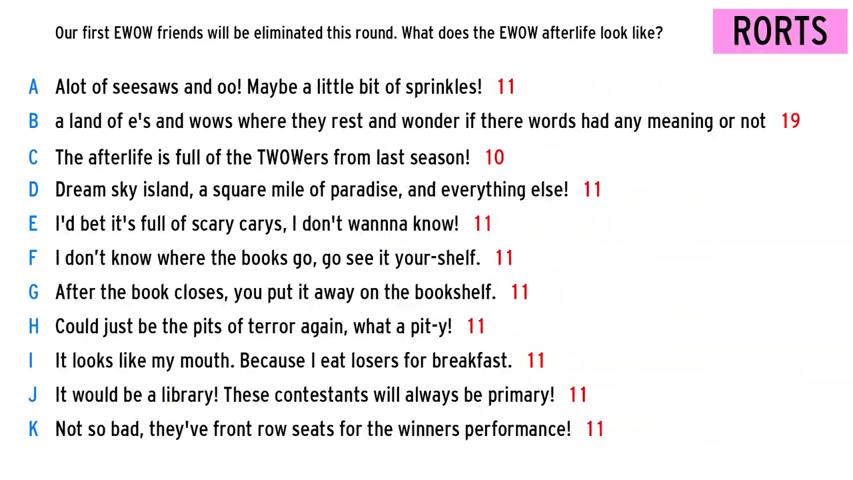 Our first EWOW friends will be eliminated this round. What does the EWOW afterlife look like?
RORTS
A Alot of seesaws and oo! Maybe a little bit of sprinkles! 11
B a land of e's and wows where they rest and wonder if there words had any meaning or not 19
C The afterlife is full of the TWOWers from last season! 10
D Dream sky island, a square mile of paradise, and everything else! 11
E I'd bet it's full of scary carys, I don't wannna know! 11
F I don’t know where the books go, go see it your-shelf. 11
G After the book closes, you put it away on the bookshelf. 11
H Could just be the pits of terror again, what a pit-y! 11
I It looks like my mouth. Because I eat losers for breakfast. 11
J It would be a library! These contestants will always be primary! 11
K Not so bad, they've front row seats for the winners performance! 11